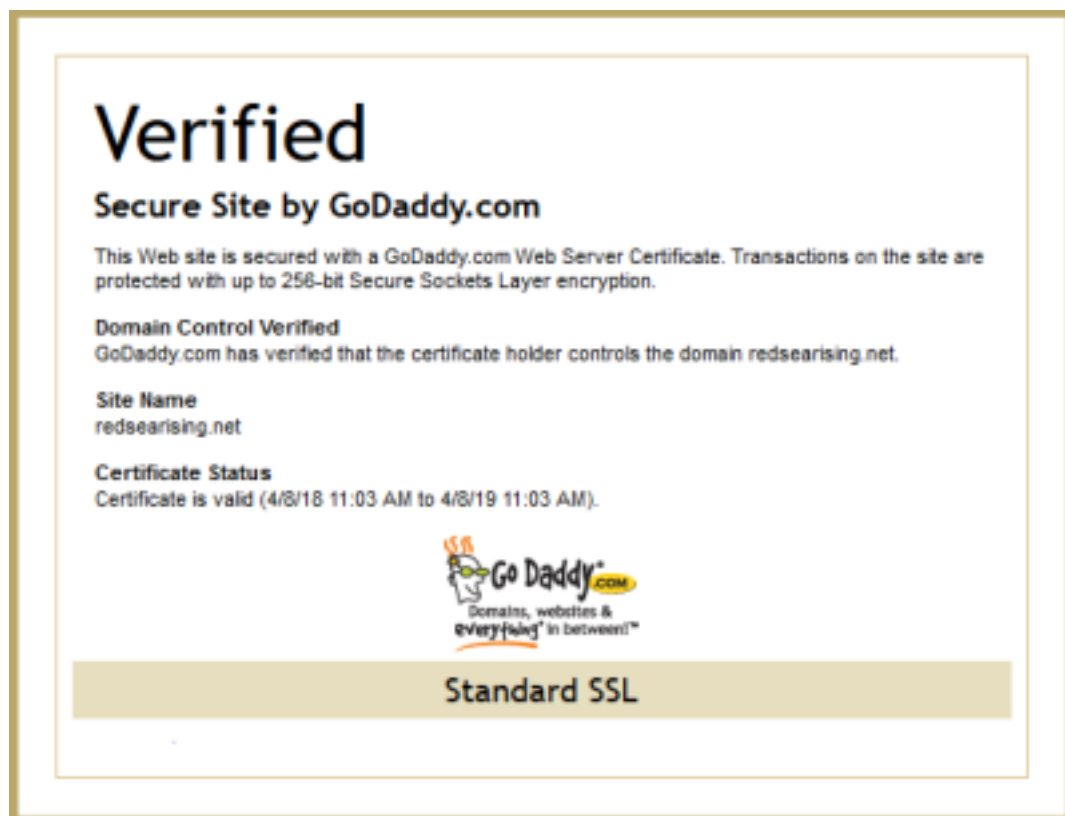 Verified
Secure Site by GoDaddy.com
This Web site is secured with a GoDaddy.com Web Server Certificate. Transactions on the site are
protected with up to 256-bit Secure Sockets Layer encryption.
Domain Control Verified
GoDaddy.com has verified that the certificate holder controls the domain redsearising.net.
Site Name
redsearising.net
Certificate Status
Certificate is valid (4/8/18 11:03 AM to 4/8/19 11:03 AM).
Go Daddy .COM
Domains, websites &
everything* in between!™
Standard SSL